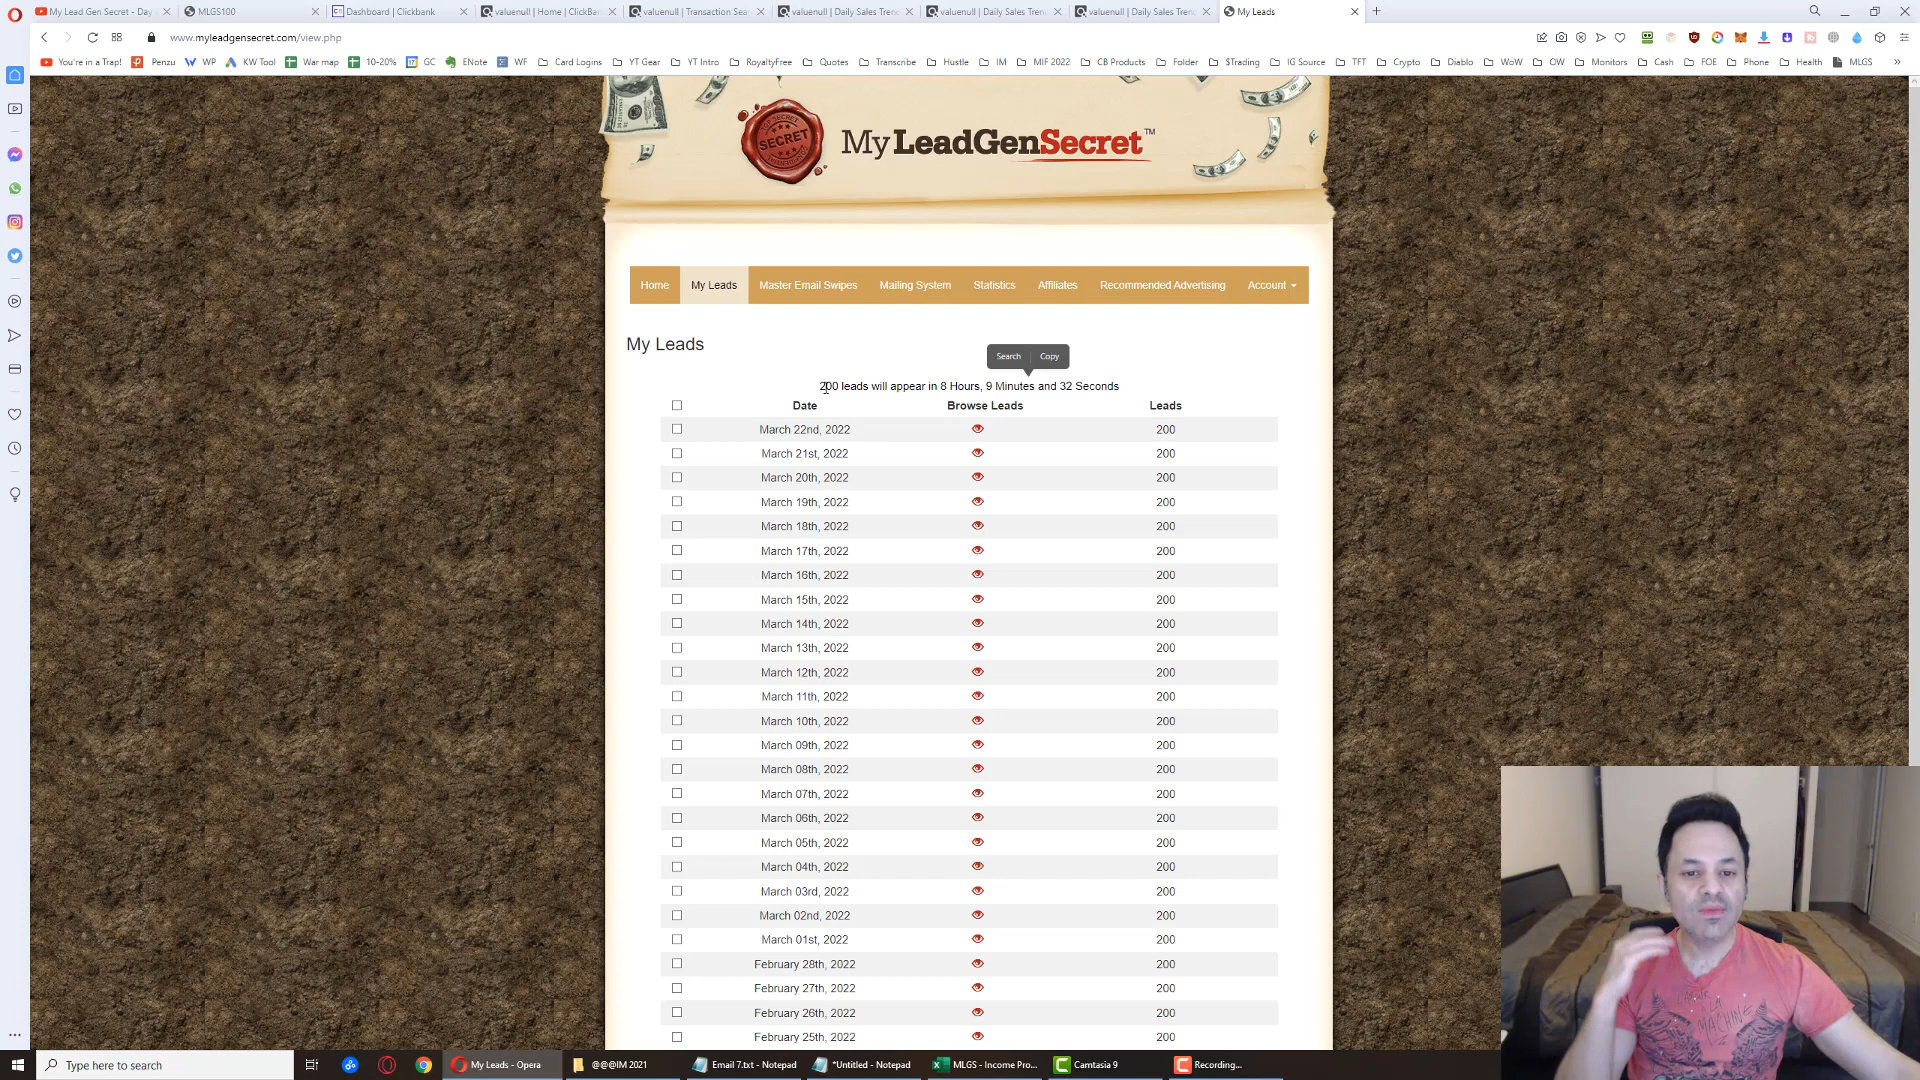 My Lead Gen Secret - Day
MLGS100
Dashboard | Clickbank
valuenull | Home | ClickBan
valuenull | Transaction Sear
valuenull | Daily Sales Tren
valuenull | Daily Sales Tren
valuenull | Daily Sales Tren
My Leads
www.myleadgensecret.com/view.php
You're in a Trap!
Penzu
WP
KW Tool
War map
10-20%
GC
ENote
WF
Card Logins
YT Gear
YT Intro
RoyaltyFree
Quotes
Transcribe
Hustle
IM
MIF 2022
CB Products
Folder
$Trading
IG Source
TFT
Crypto
Diablo
WoW
OW
Monitors
Cash
FOE
Phone
Health
MLGS
SECRET
MyLeadGenSecret™
Home
My Leads
Master Email Swipes
Mailing System
Statistics
Affiliates
Recommended Advertising
Account
My Leads
Search
Copy
200 leads will appear in 8 Hours, 9 Minutes and 32 Seconds
Date Browse Leads Leads
March 22nd, 2022 200
March 21st, 2022 200
March 20th, 2022 200
March 19th, 2022 200
March 18th, 2022 200
March 17th, 2022 200
March 16th, 2022 200
March 15th, 2022 200
March 14th, 2022 200
March 13th, 2022 200
March 12th, 2022 200
March 11th, 2022 200
March 10th, 2022 200
March 09th, 2022 200
March 08th, 2022 200
March 07th, 2022 200
March 06th, 2022 200
March 05th, 2022 200
March 04th, 2022 200
March 03rd, 2022 200
March 02nd, 2022 200
March 01st, 2022 200
February 28th, 2022 200
February 27th, 2022 200
February 26th, 2022 200
February 25th, 2022 200
MACHINE
Type here to search
My Leads - Opera
@@@IM 2021
Email 7.txt - Notepad
*Untitled - Notepad
MLGS - Income Pro...
Camtasia 9
Recording...